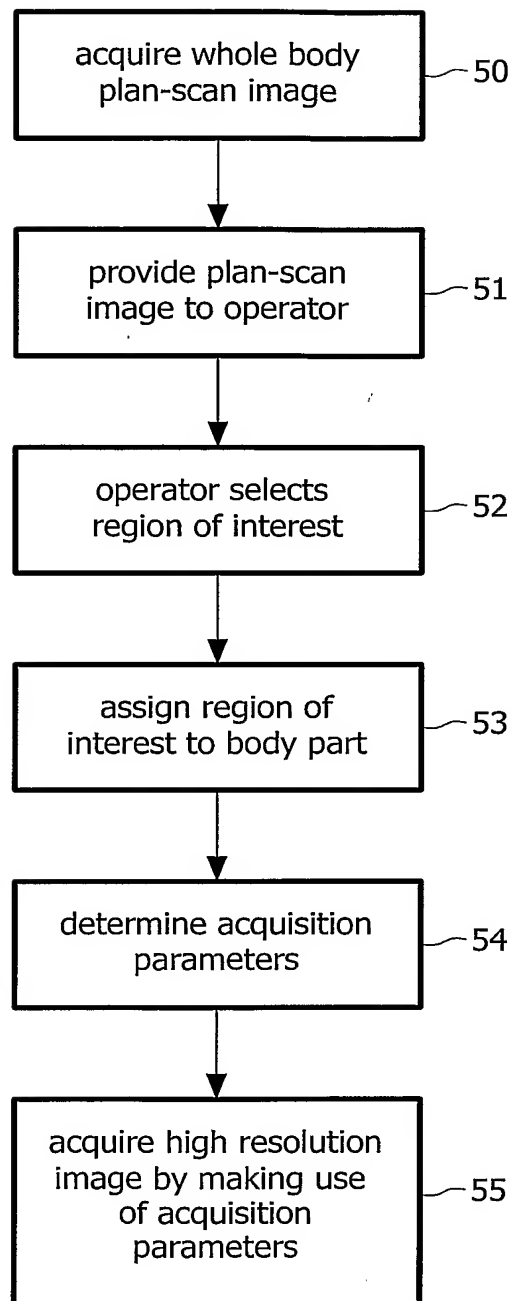 acquire whole body
plan-scan image
50
provide plan-scan
image to operator
51
operator selects
region of interest
52
assign region of
interest to body part
53
determine acquisition
parameters
54
acquire high resolution
image by making use
of acquisition
parameters
55